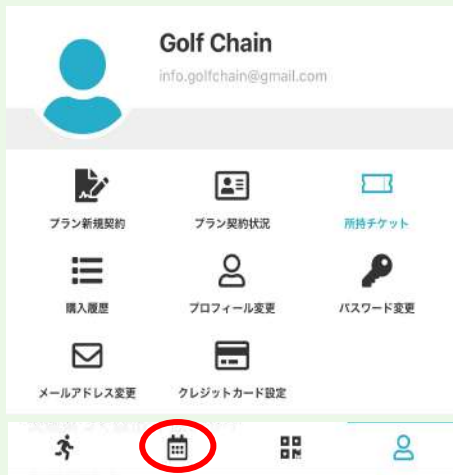 Golf Chain
info.golfchain@gmail.com
プラン新規契約
プラン契約状況
所持チケット
購入履歴
プロフィール変更
パスワード変更
メールアドレス変更
クレジットカード設定